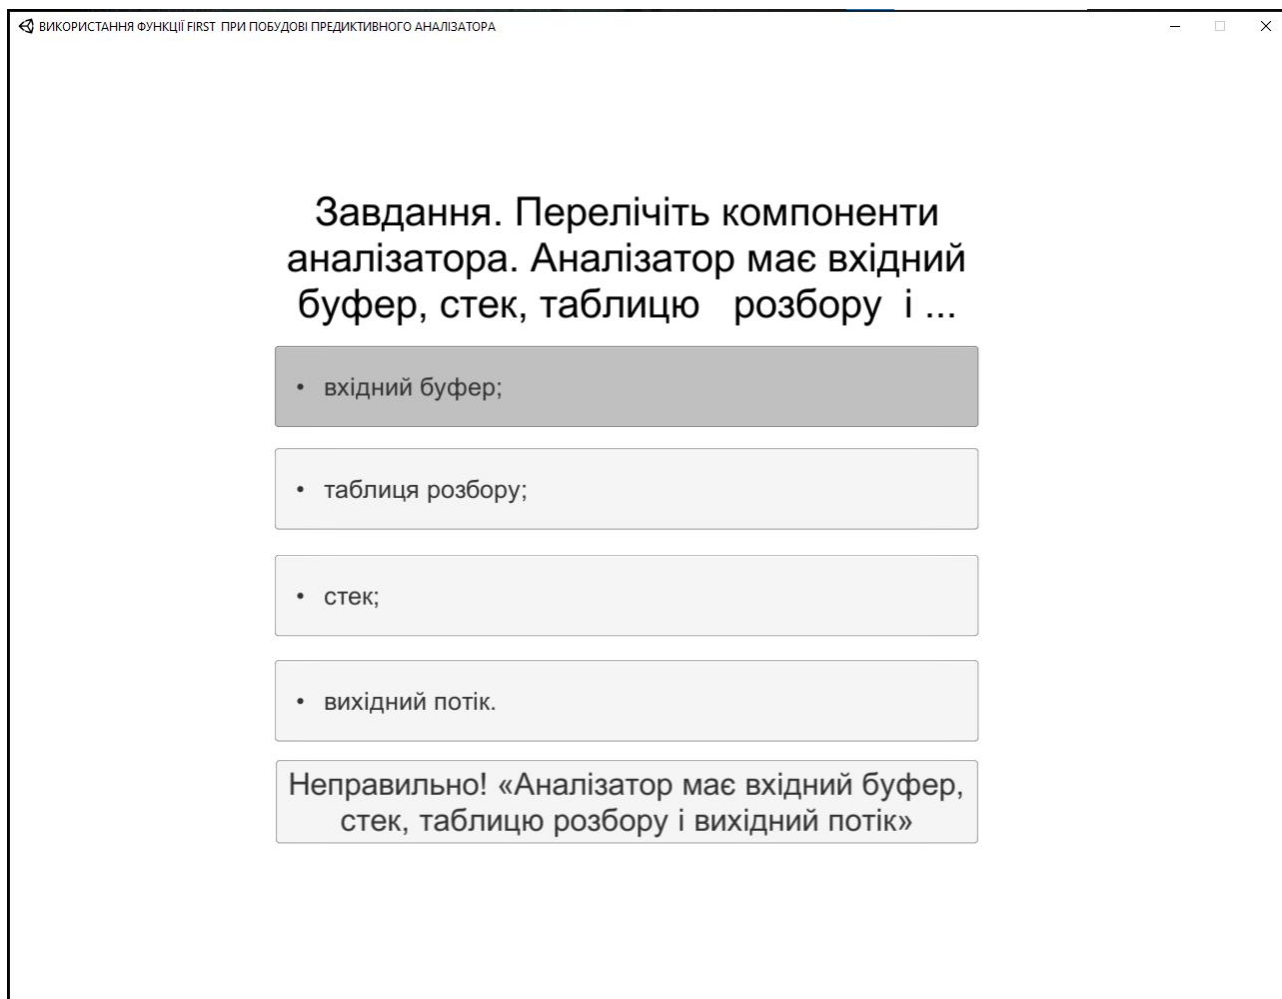 ВИКОРИСТАННЯ ФУНКЦІЇ FIRST ПРИ ПОБУДОВІ ПРЕДИКТИВНОГО АНАЛІЗАТОРА
Завдання. Перелічіть компоненти
аналізатора. Аналізатор має вхідний
буфер, стек, таблицю розбору і ...
• вхідний буфер;
• таблиця розбору;
• стек;
• вихідний потік.
Неправильно! «Аналізатор має вхідний буфер,
стек, таблицю розбору і вихідний потік»